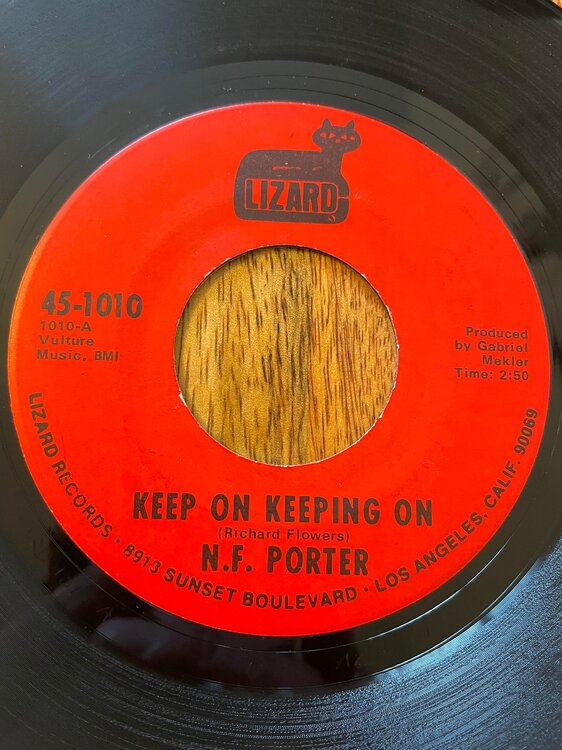 LIZARD
45-1010
1010-A
Vulture
Music, BMI
Produced
by Gabriel
Mekler
Time: 2:50
KEEP ON KEEPING ON
(Richard Flowers)
N.F. PORTER
LIZARD RECORDS · 8913 SUNSET BOULEVARD · LOS ANGELES, CALIF. 90069